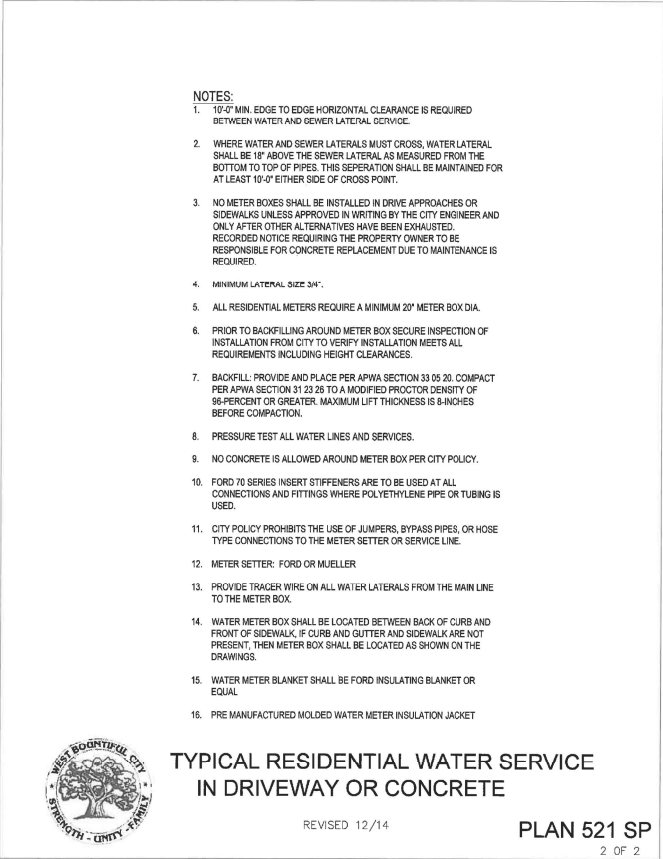 NOTES:
1. 10'-0" MIN. EDGE TO EDGE HORIZONTAL CLEARANCE IS REQUIRED
BETWEEN WATER AND SEWER LATERAL SERVICE.
2. WHERE WATER AND SEWER LATERALS MUST CROSS, WATER LATERAL
SHALL BE 18" ABOVE THE SEWER LATERAL AS MEASURED FROM THE
BOTTOM TO TOP OF PIPES. THIS SEPERATION SHALL BE MAINTAINED FOR
AT LEAST 10'-0" EITHER SIDE OF CROSS POINT.
3. NO METER BOXES SHALL BE INSTALLED IN DRIVE APPROACHES OR
SIDEWALKS UNLESS APPROVED IN WRITING BY THE CITY ENGINEER AND
ONLY AFTER OTHER ALTERNATIVES HAVE BEEN EXHAUSTED.
RECORDED NOTICE REQUIRING THE PROPERTY OWNER TO BE
RESPONSIBLE FOR CONCRETE REPLACEMENT DUE TO MAINTENANCE IS
REQUIRED.
4. MINIMUM LATERAL SIZE 3/4".
5. ALL RESIDENTIAL METERS REQUIRE A MINIMUM 20" METER BOX DIA.
6. PRIOR TO BACKFILLING AROUND METER BOX SECURE INSPECTION OF
INSTALLATION FROM CITY TO VERIFY INSTALLATION MEETS ALL
REQUIREMENTS INCLUDING HEIGHT CLEARANCES.
7. BACKFILL: PROVIDE AND PLACE PER APWA SECTION 33 05 20. COMPACT
PER APWA SECTION 31 23 26 TO A MODIFIED PROCTOR DENSITY OF
96-PERCENT OR GREATER. MAXIMUM LIFT THICKNESS IS 8-INCHES
BEFORE COMPACTION.
8. PRESSURE TEST ALL WATER LINES AND SERVICES.
9. NO CONCRETE IS ALLOWED AROUND METER BOX PER CITY POLICY.
10. FORD 70 SERIES INSERT STIFFENERS ARE TO BE USED AT ALL
CONNECTIONS AND FITTINGS WHERE POLYETHYLENE PIPE OR TUBING IS
USED.
11. CITY POLICY PROHIBITS THE USE OF JUMPERS, BYPASS PIPES, OR HOSE
TYPE CONNECTIONS TO THE METER SETTER OR SERVICE LINE.
12. METER SETTER: FORD OR MUELLER
13. PROVIDE TRACER WIRE ON ALL WATER LATERALS FROM THE MAIN LINE
TO THE METER BOX.
14. WATER METER BOX SHALL BE LOCATED BETWEEN BACK OF CURB AND
FRONT OF SIDEWALK, IF CURB AND GUTTER AND SIDEWALK ARE NOT
PRESENT, THEN METER BOX SHALL BE LOCATED AS SHOWN ON THE
DRAWINGS.
15. WATER METER BLANKET SHALL BE FORD INSULATING BLANKET OR
EQUAL
16. PRE MANUFACTURED MOLDED WATER METER INSULATION JACKET
WEST BOUNTIFUL CITY
STRENGTH - UNITY - FAMILY
TYPICAL RESIDENTIAL WATER SERVICE
IN DRIVEWAY OR CONCRETE
REVISED 12/14
PLAN 521 SP
2 OF 2